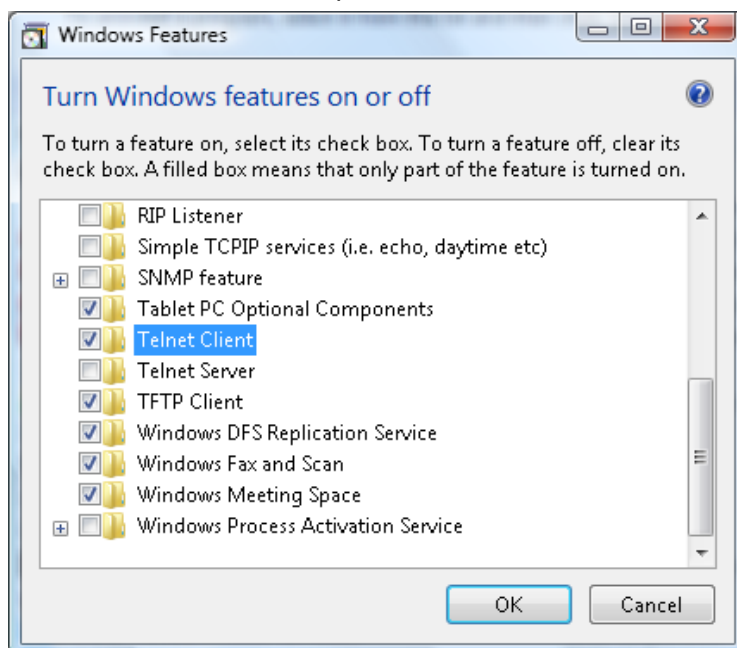 Windows Features
Turn Windows features on or off
To turn a feature on, select its check box. To turn a feature off, clear its
check box. A filled box means that only part of the feature is turned on.
RIP Listener
Simple TCPIP services (i.e. echo, daytime etc)
SNMP feature
Tablet PC Optional Components
Telnet Client
Telnet Server
TFTP Client
Windows DFS Replication Service
Windows Fax and Scan
Windows Meeting Space
Windows Process Activation Service
OK Cancel